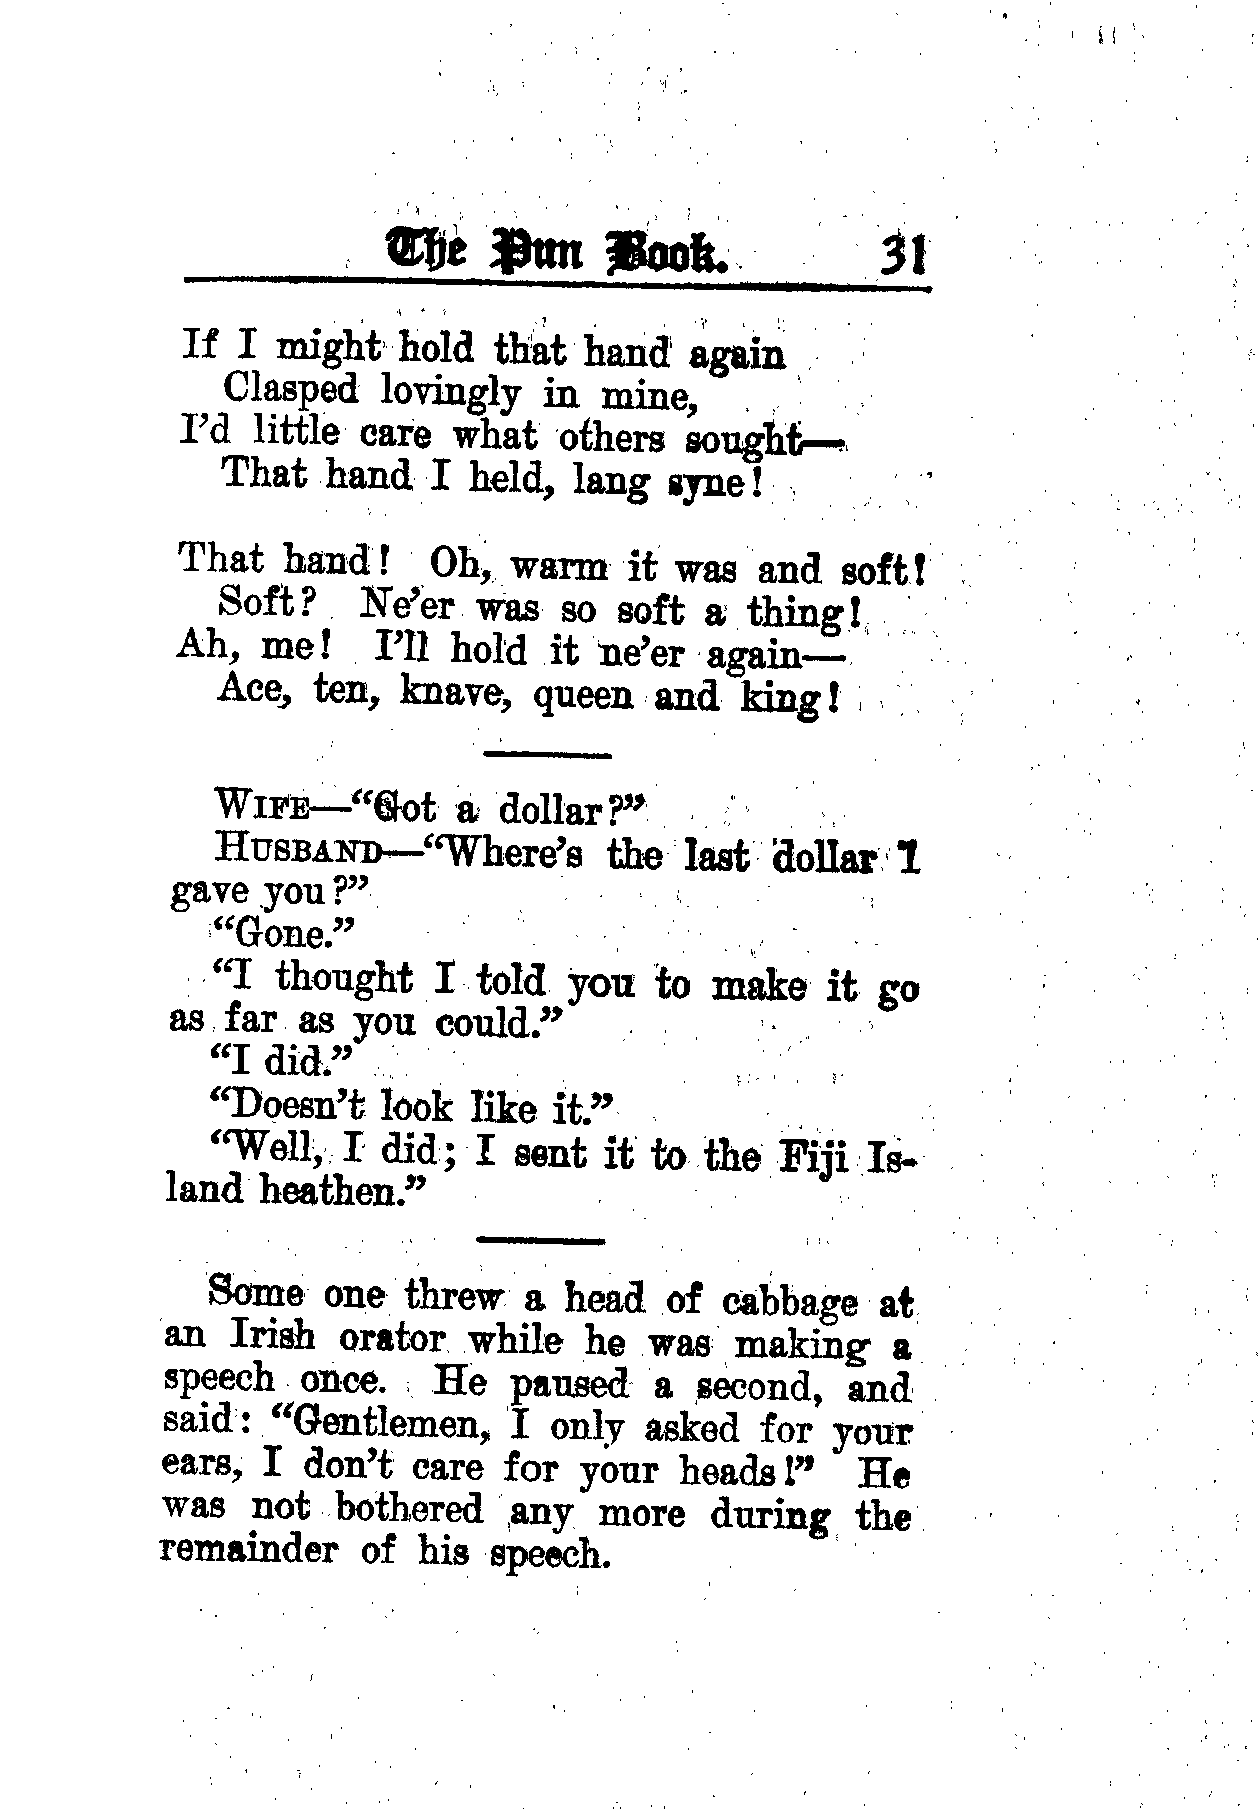 The Pun Book. 31
If I might hold that hand again
Clasped lovingly in mine,
I'd little care what others sought—
That hand I held, lang syne!
That hand! Oh, warm it was and soft!
Soft? Ne'er was so soft a thing!
Ah, me! I'll hold it ne'er again—
Ace, ten, knave, queen and king!
WIFE—“Got a dollar?”
HUSBAND—“Where's the last dollar I
gave you?”
“Gone.”
“I thought I told you to make it go
as far as you could.”
“I did.”
“Doesn't look like it.”
“Well, I did; I sent it to the Fiji Is-
land heathen.”
Some one threw a head of cabbage at
an Irish orator while he was making a
speech once. He paused a second, and
said: “Gentlemen, I only asked for your
ears, I don't care for your heads!” He
was not bothered any more during the
remainder of his speech.